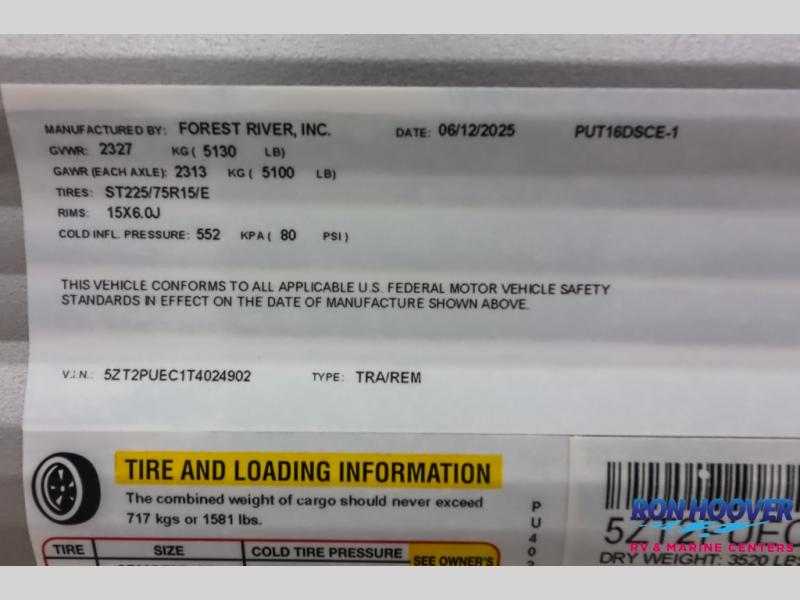 MANUFACTURED BY: FOREST RIVER, INC. DATE: 06/12/2025 PUT16DSCE-1
GVWR: 2327 KG ( 5130 LB)
GAWR (EACH AXLE): 2313 KG ( 5100 LB)
TIRES: ST225/75R15/E
RIMS: 15X6.0J
COLD INFL. PRESSURE: 552 KPA ( 80 PSI )
THIS VEHICLE CONFORMS TO ALL APPLICABLE U.S. FEDERAL MOTOR VEHICLE SAFETY
STANDARDS IN EFFECT ON THE DATE OF MANUFACTURE SHOWN ABOVE.
V.I.N.: 5ZT2PUEC1T4024902 TYPE: TRA/REM
TIRE AND LOADING INFORMATION
The combined weight of cargo should never exceed
717 kgs or 1581 lbs.
TIRE SIZE COLD TIRE PRESSURE SEE OWNER'S
PU402
5ZT2PUEC
DRY WEIGHT: 3520 LBS
RON HOOVER
RV & MARINE CENTERS